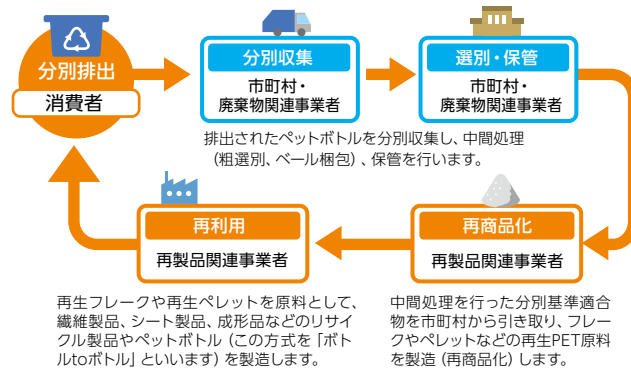 分別排出
消費者
分別収集
市町村・
廃棄物関連事業者
選別・保管
市町村・
廃棄物関連事業者
排出されたペットボトルを分別収集し、中間処理
（粗選別、ベール梱包）、保管を行います。
再利用
再製品関連事業者
再商品化
再製品関連事業者
再生フレークや再生ペレットを原料として、
繊維製品、シート製品、成形品などのリサイ
クル製品やペットボトル（この方式を「ボト
ルtoボトル」といいます）を製造します。
中間処理を行った分別基準適合
物を市町村から引き取り、フレー
クやペレットなどの再生PET原料
を製造（再商品化）します。